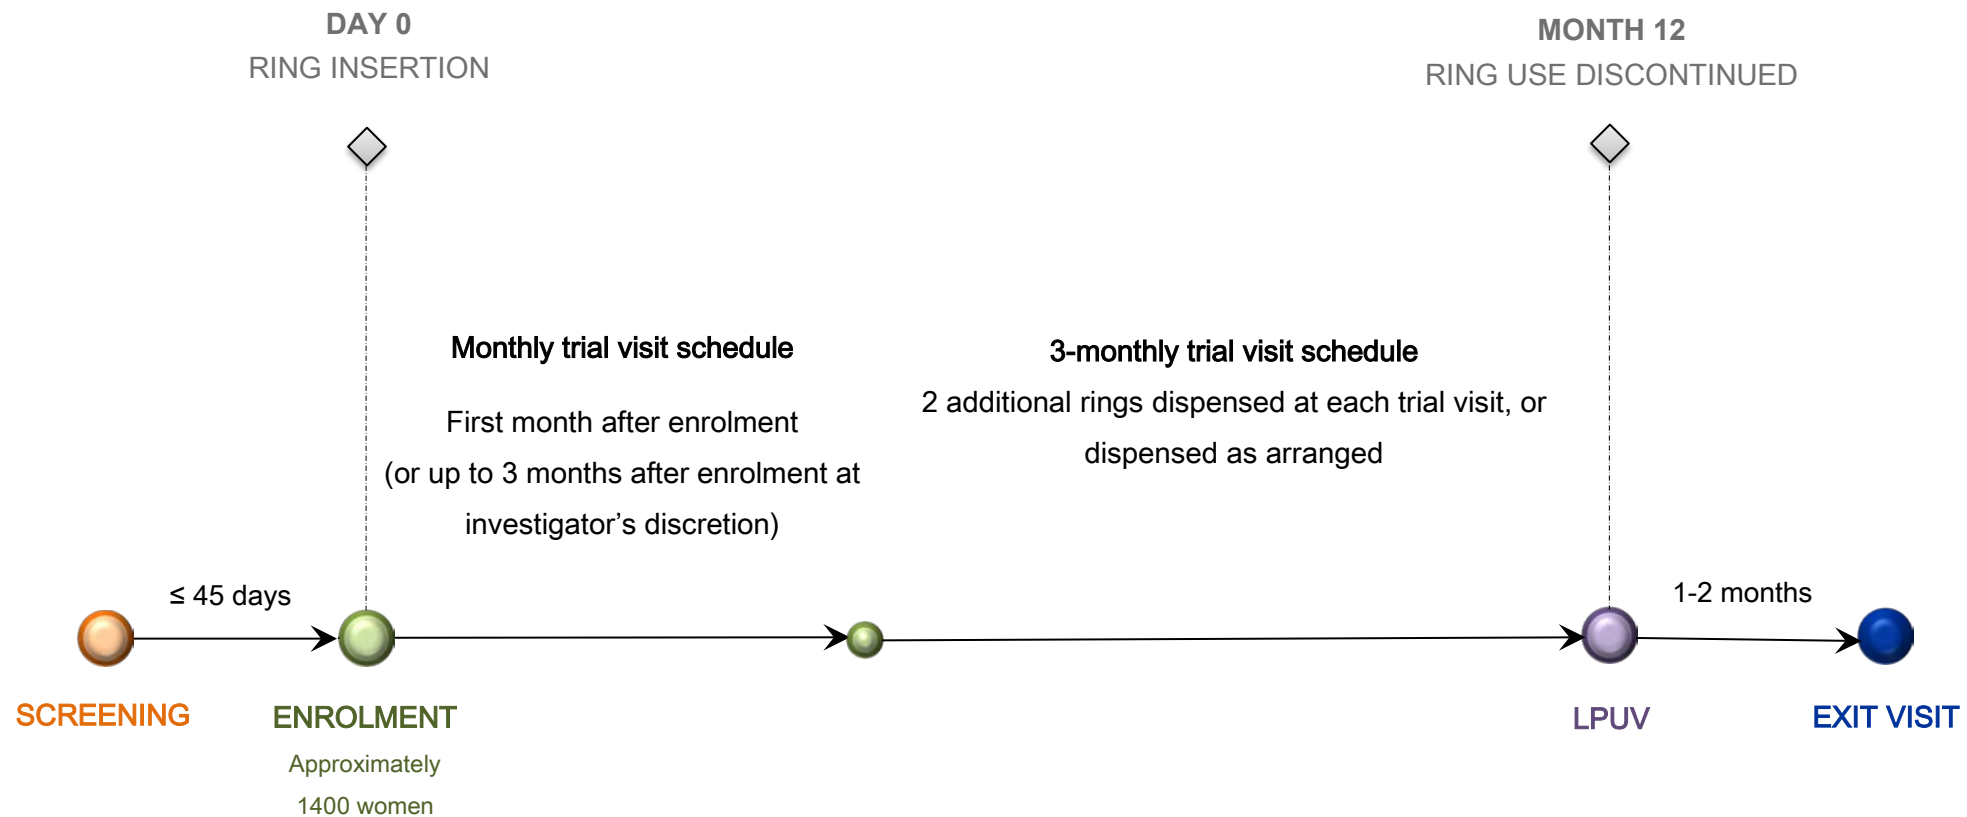 DAY 0
RING INSERTION
MONTH 12
RING USE DISCONTINUED
Monthly trial visit schedule
First month after enrolment
(or up to 3 months after enrolment at
investigator’s discretion)
3-monthly trial visit schedule
2 additional rings dispensed at each trial visit, or
dispensed as arranged
≤ 45 days
1-2 months
SCREENING
ENROLMENT
Approximately
1400 women
LPUV
EXIT VISIT